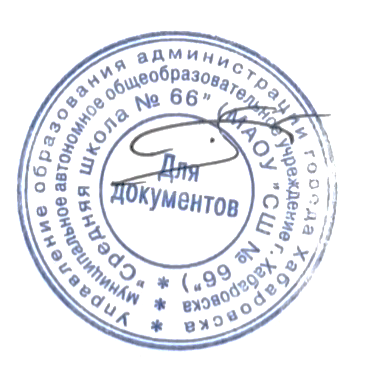 Управление образования администрации города Хабаровска *
муниципальное автономное общеобразовательное учреждение г. Хабаровска *
"Средняя школа № 66" (МАОУ "СШ № 66") *
Для
документов